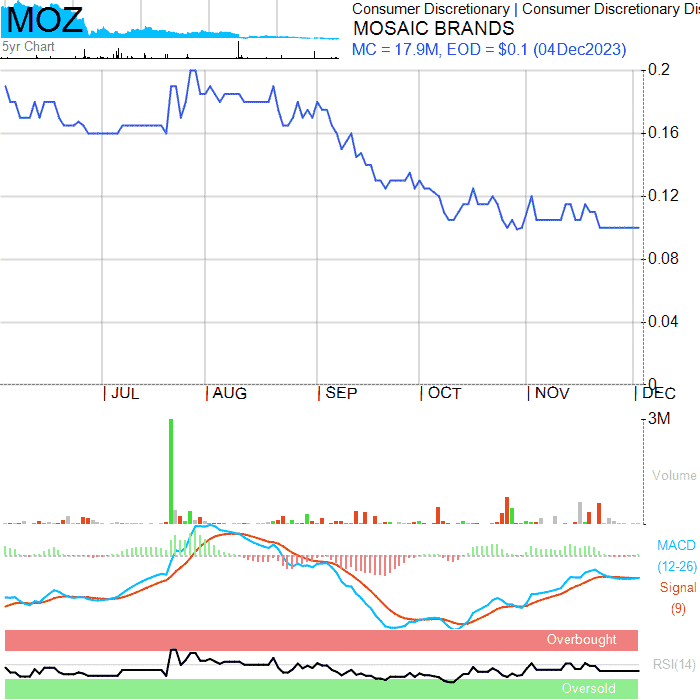 MOZ
5yr Chart
Consumer Discretionary | Consumer Discretionary Dis
MOSAIC BRANDS
MC = 17.9M, EOD = $0.1 (04Dec2023)
0.2
0.16
0.12
0.08
0.04
0
JUL AUG SEP OCT NOV DEC
3M
Volume
MACD
(12-26)
Signal
(9)
Overbought
RSI(14)
Oversold